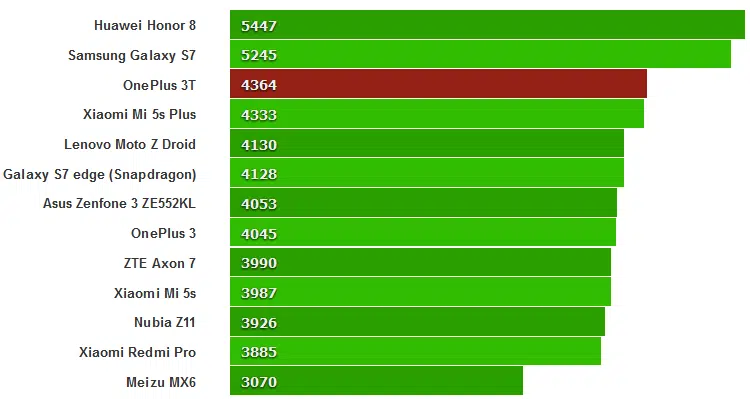 Huawei Honor 8 5447
Samsung Galaxy S7 5245
OnePlus 3T 4364
Xiaomi Mi 5s Plus 4333
Lenovo Moto Z Droid 4130
Galaxy S7 edge (Snapdragon) 4128
Asus Zenfone 3 ZE552KL 4053
OnePlus 3 4045
ZTE Axon 7 3990
Xiaomi Mi 5s 3987
Nubia Z11 3926
Xiaomi Redmi Pro 3885
Meizu MX6 3070